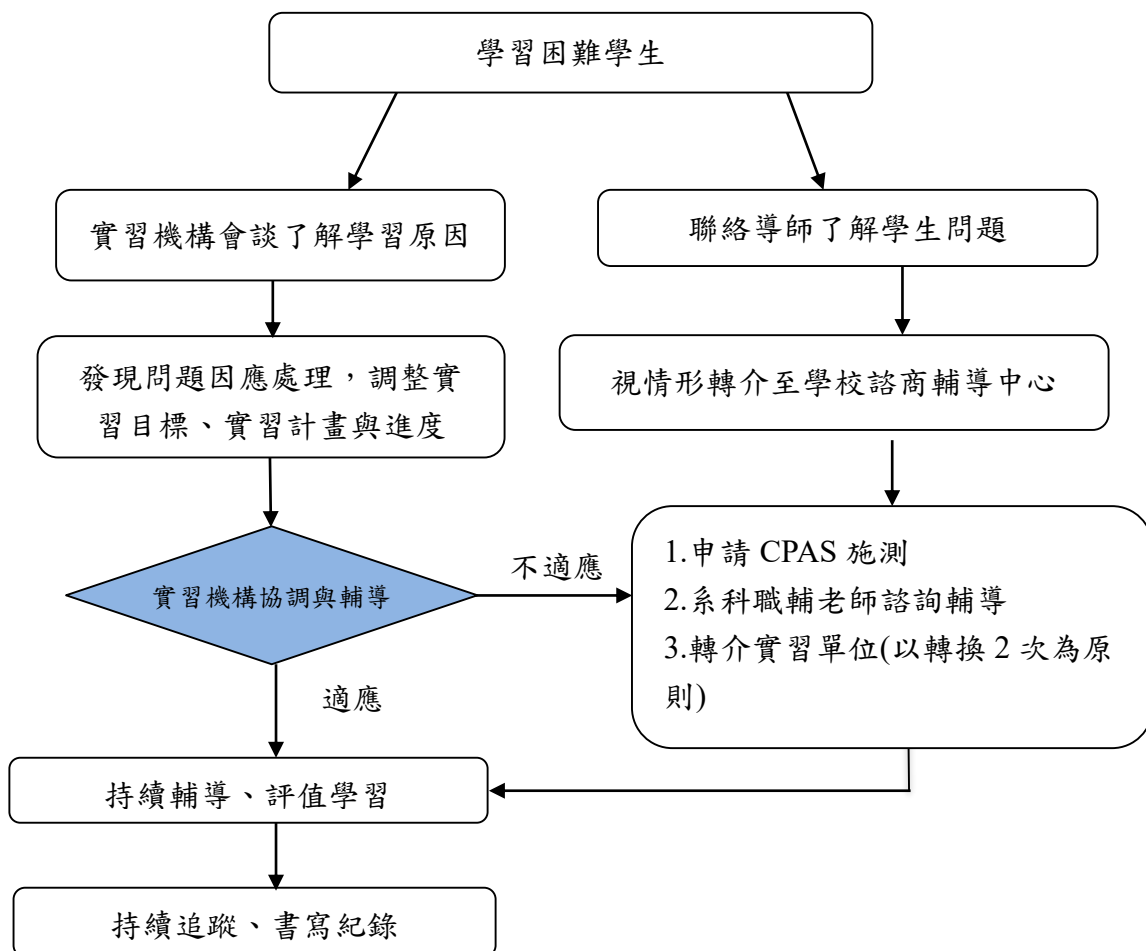 學習困難學生
實習機構會談了解學習原因
聯絡導師了解學生問題
發現問題因應處理，調整實
習目標、實習計畫與進度
視情形轉介至學校諮商輔導中心
實習機構協調與輔導
不適應
1.申請 CPAS 施測
2.系科職輔老師諮詢輔導
3.轉介實習單位(以轉換 2 次為原
則)
適應
持續輔導、評值學習
持續追蹤、書寫紀錄